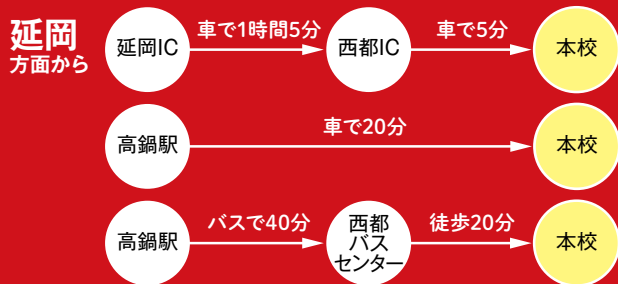 延岡
方面から
延岡IC
車で1時間5分
西都IC
車で5分
本校
高鍋駅
車で20分
本校
高鍋駅
バスで40分
西都
バス
センター
徒歩20分
本校